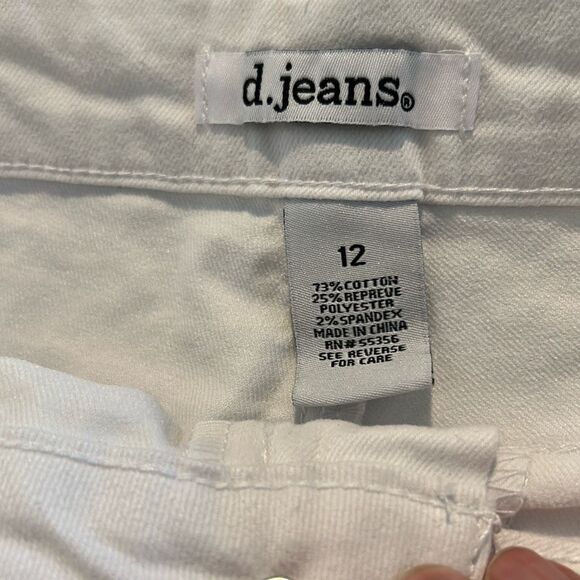 d.jeans®
12
73% COTTON
25% REPREVE
POLYESTER
2% SPANDEX
MADE IN CHINA
RN# 55356
SEE REVERSE
FOR CARE